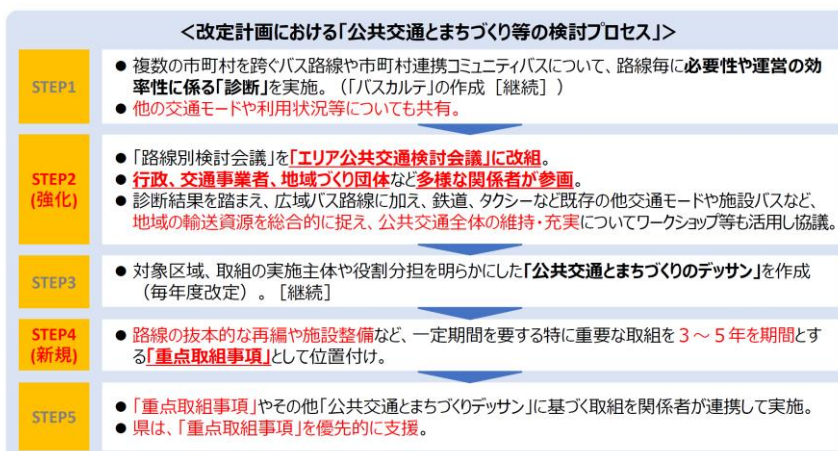 ＜改定計画における「公共交通とまちづくり等の検討プロセス」＞
STEP1
● 複数の市町村を跨ぐバス路線や市町村連携コミュニティバスについて、路線毎に必要性や運営の効
率性に係る「診断」を実施。（「バスカルテ」の作成［継続］）
● 他の交通モードや利用状況等についても共有。
STEP2
(強化)
● 「路線別検討会議」を「エリア公共交通検討会議」に改組。
● 行政、交通事業者、地域づくり団体など多様な関係者が参画。
● 診断結果を踏まえ、広域バス路線に加え、鉄道、タクシーなど既存の他交通モードや施設バスなど、
地域の輸送資源を総合的に捉え、公共交通全体の維持・充実についてワークショップ等も活用し協議。
STEP3
● 対象区域、取組の実施主体や役割分担を明らかにした「公共交通とまちづくりのデッサン」を作成
（毎年度改定）。［継続］
STEP4
(新規)
● 路線の抜本的な再編や施設整備など、一定期間を要する特に重要な取組を３～５年を期間とす
る「重点取組事項」として位置付け。
STEP5
● 「重点取組事項」やその他「公共交通とまちづくりデッサン」に基づく取組を関係者が連携して実施。
● 県は、「重点取組事項」を優先的に支援。